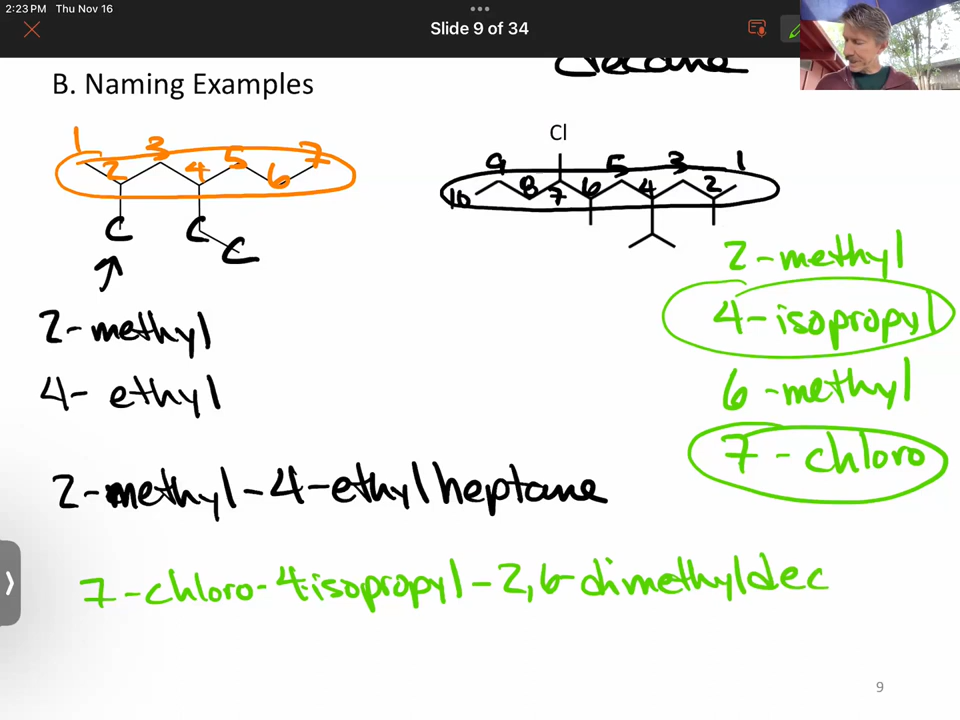 2:23 PM Thu Nov 16
Slide 9 of 34
decane
B. Naming Examples
1 2 3 4 5 6 7
C C C
Cl
10 9 8 7 6 5 4 3 2 1
2-methyl
4-ethyl
2-methyl
4-isopropyl
6-methyl
7-chloro
2-methyl-4-ethylheptane
7-chloro-4-isopropyl-2,6-dimethyldec
9